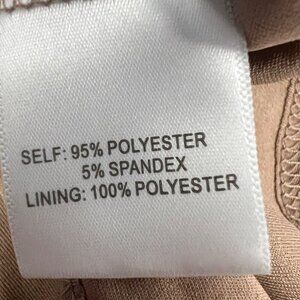 SELF: 95% POLYESTER
5% SPANDEX
LINING: 100% POLYESTER